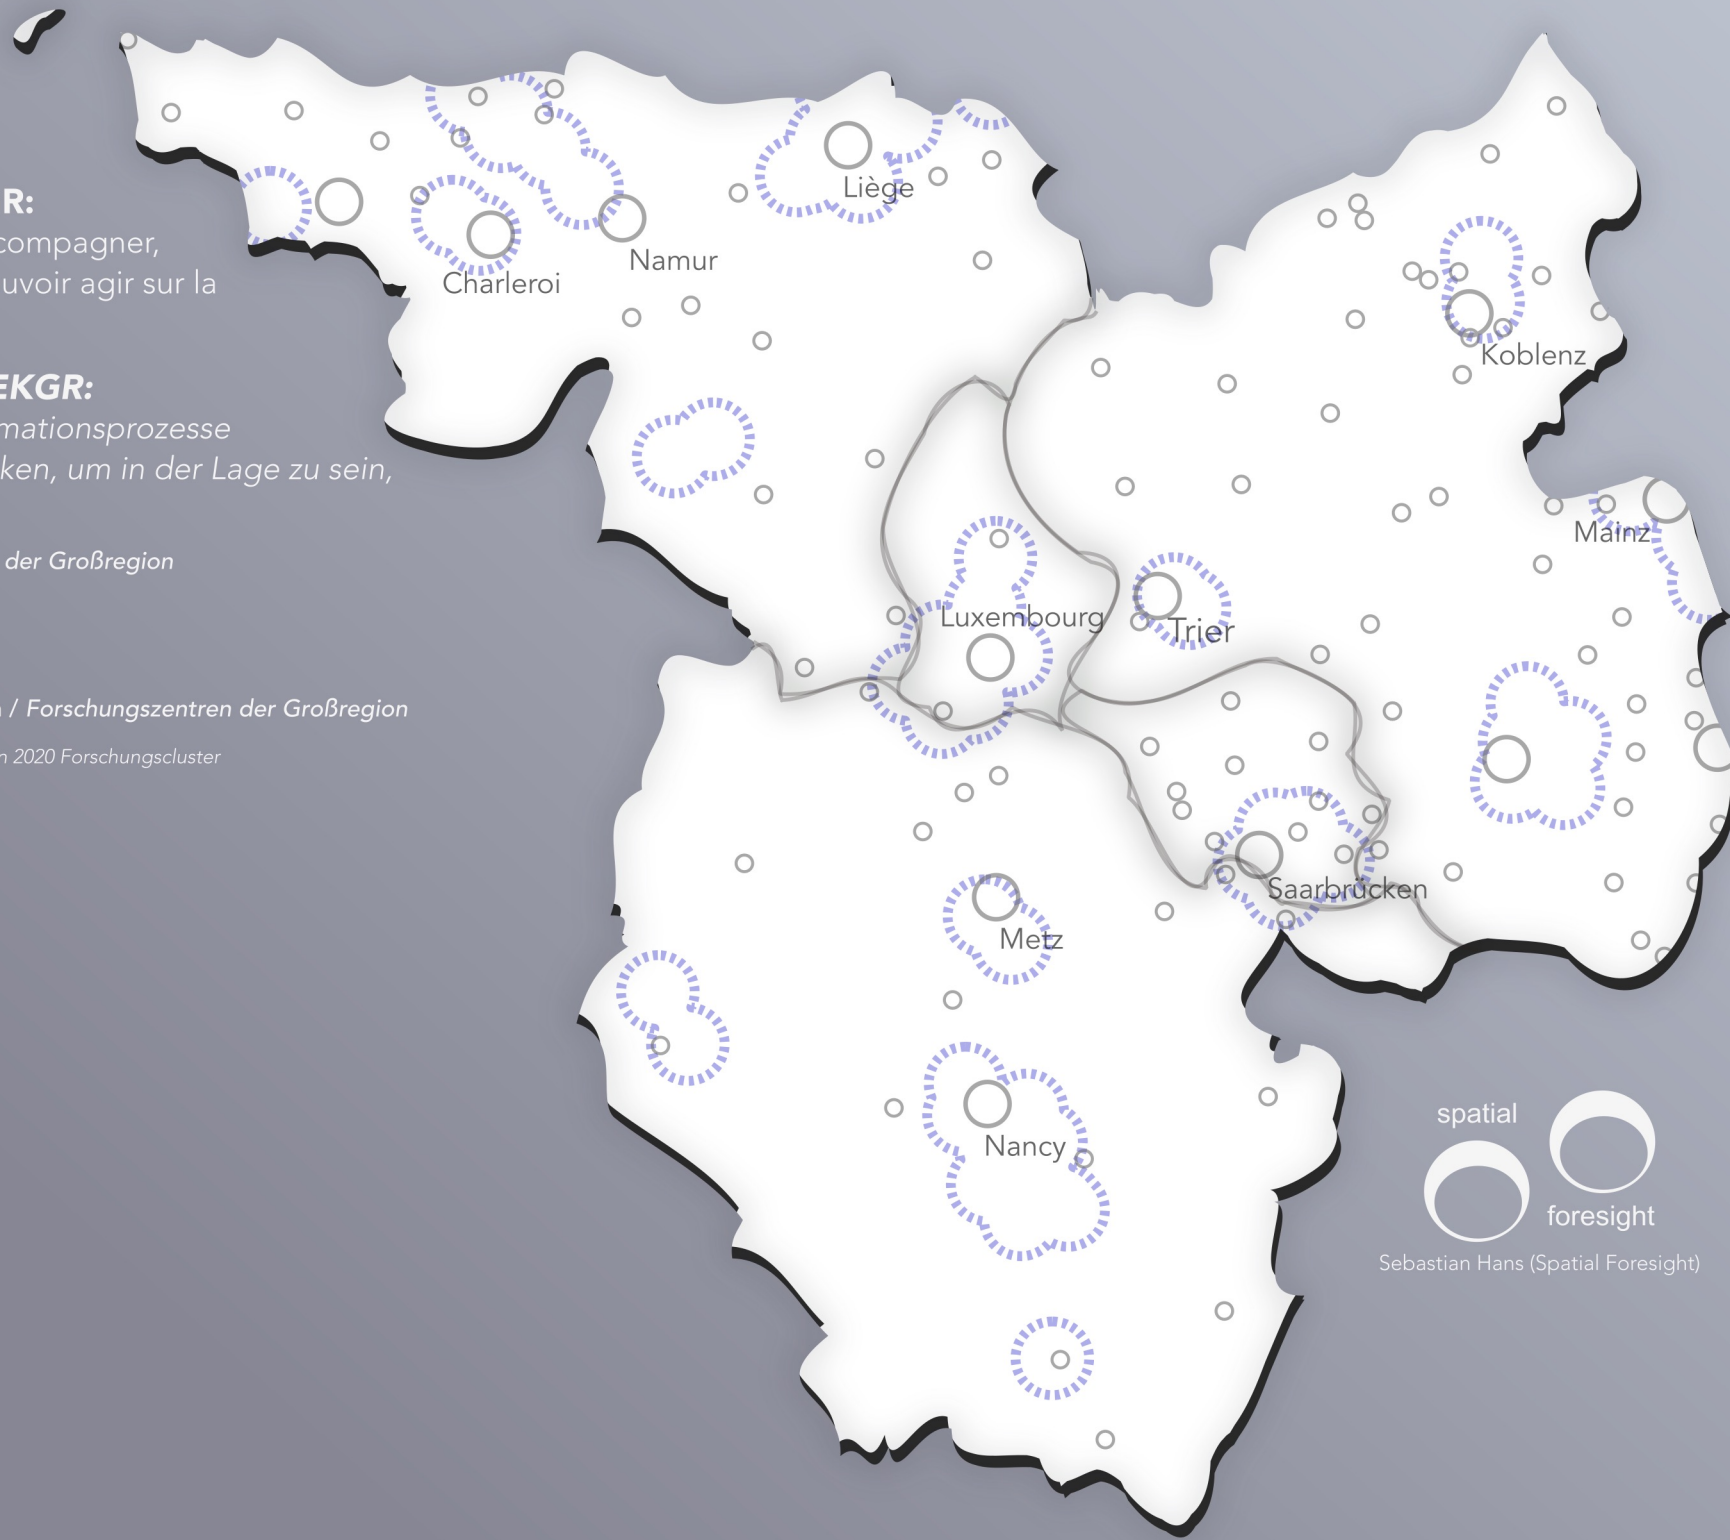 R:
compagner,
uvoir agir sur la
EKGR:
mationsprozesse
ken, um in der Lage zu sein,
der Großregion
/ Forschungszentren der Großregion
n 2020 Forschungscluster
Liège
Namur
Charleroi
Koblenz
Mainz
Luxembourg
Trier
Saarbrücken
Metz
Nancy
spatial
foresight
Sebastian Hans (Spatial Foresight)